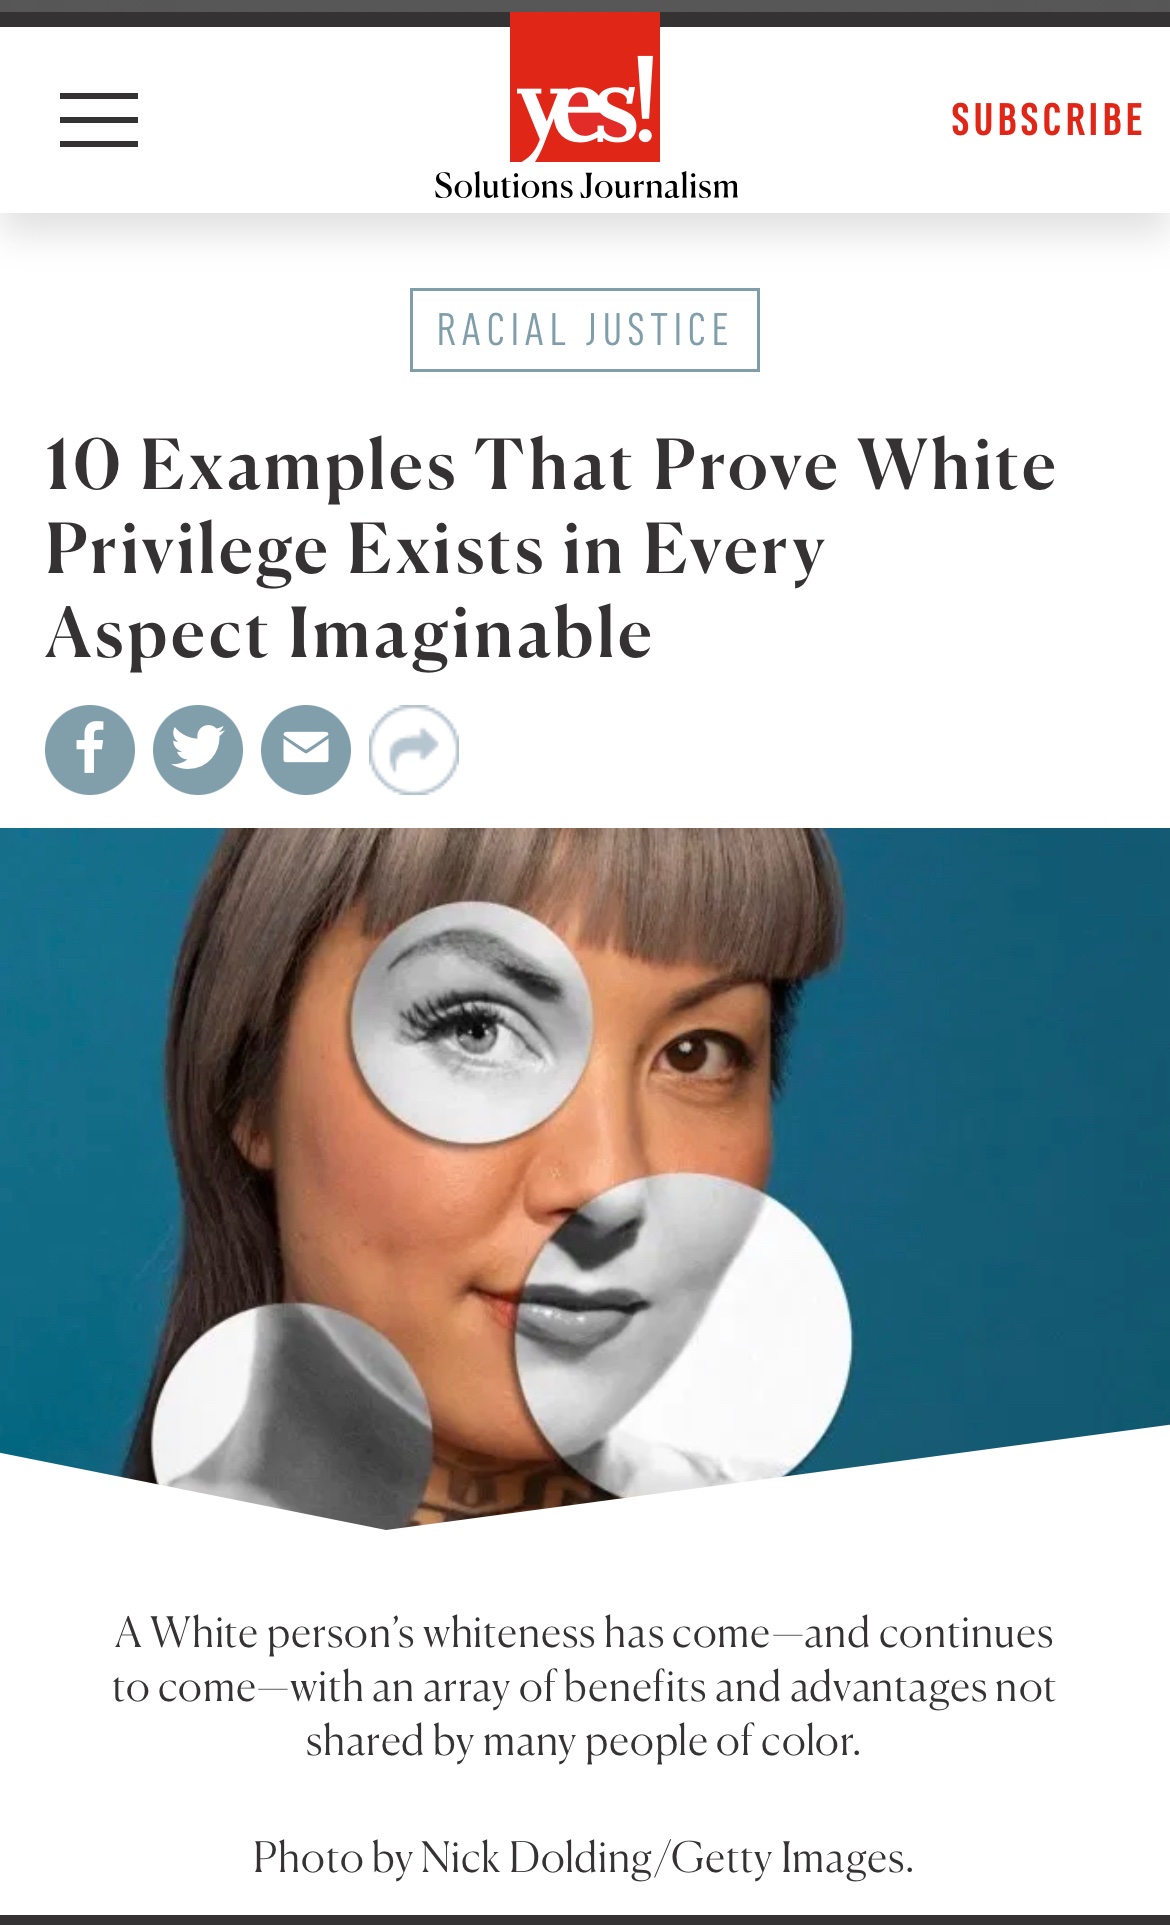 yes!
Solutions Journalism
SUBSCRIBE
RACIAL JUSTICE
10 Examples That Prove White
Privilege Exists in Every
Aspect Imaginable
A White person’s whiteness has come—and continues
to come—with an array of benefits and advantages not
shared by many people of color.
Photo by Nick Dolding/Getty Images.